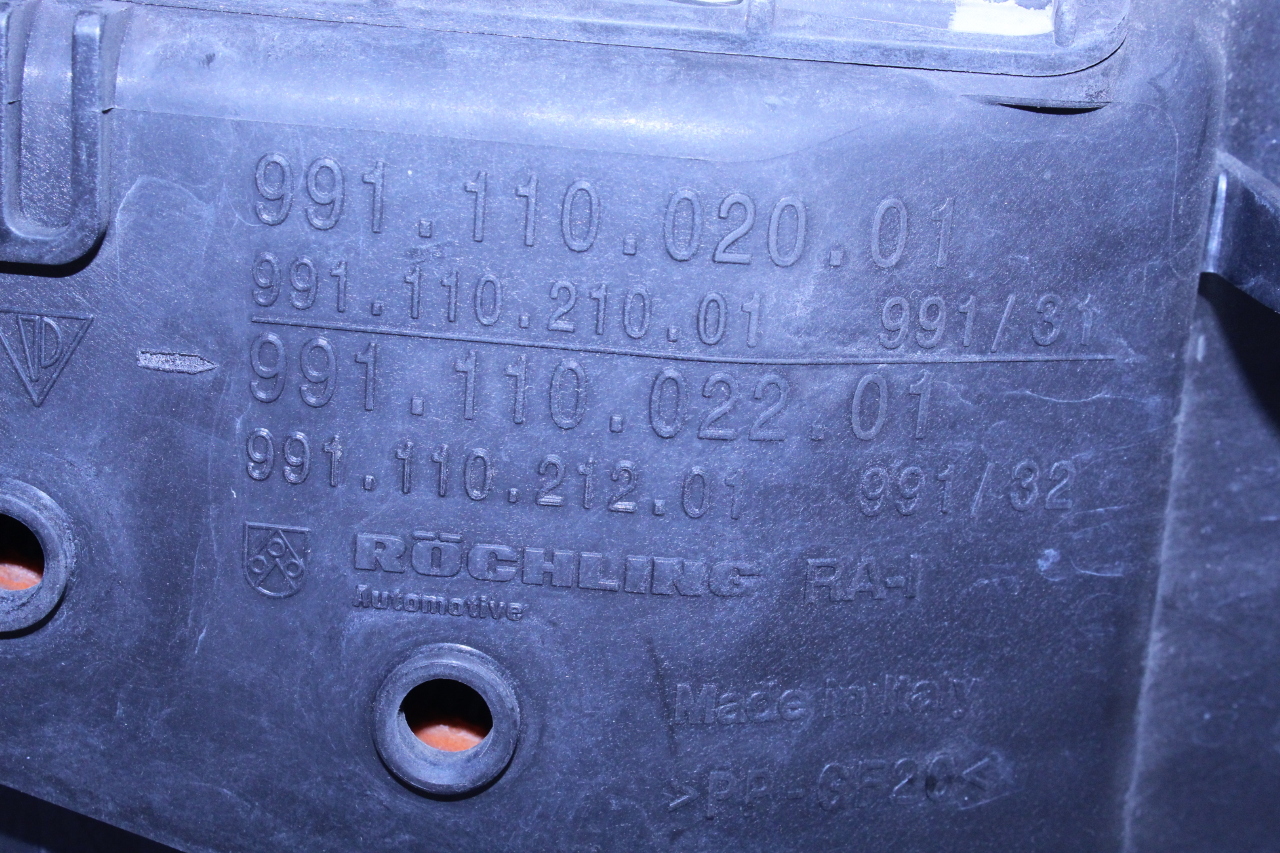 991.110.020.01
991.110.210.01 991/31
991.110.022.01
991.110.212.01 991/32
RÖCHLING RA-I
Automotive
Made in Italy
>PP-GF20<